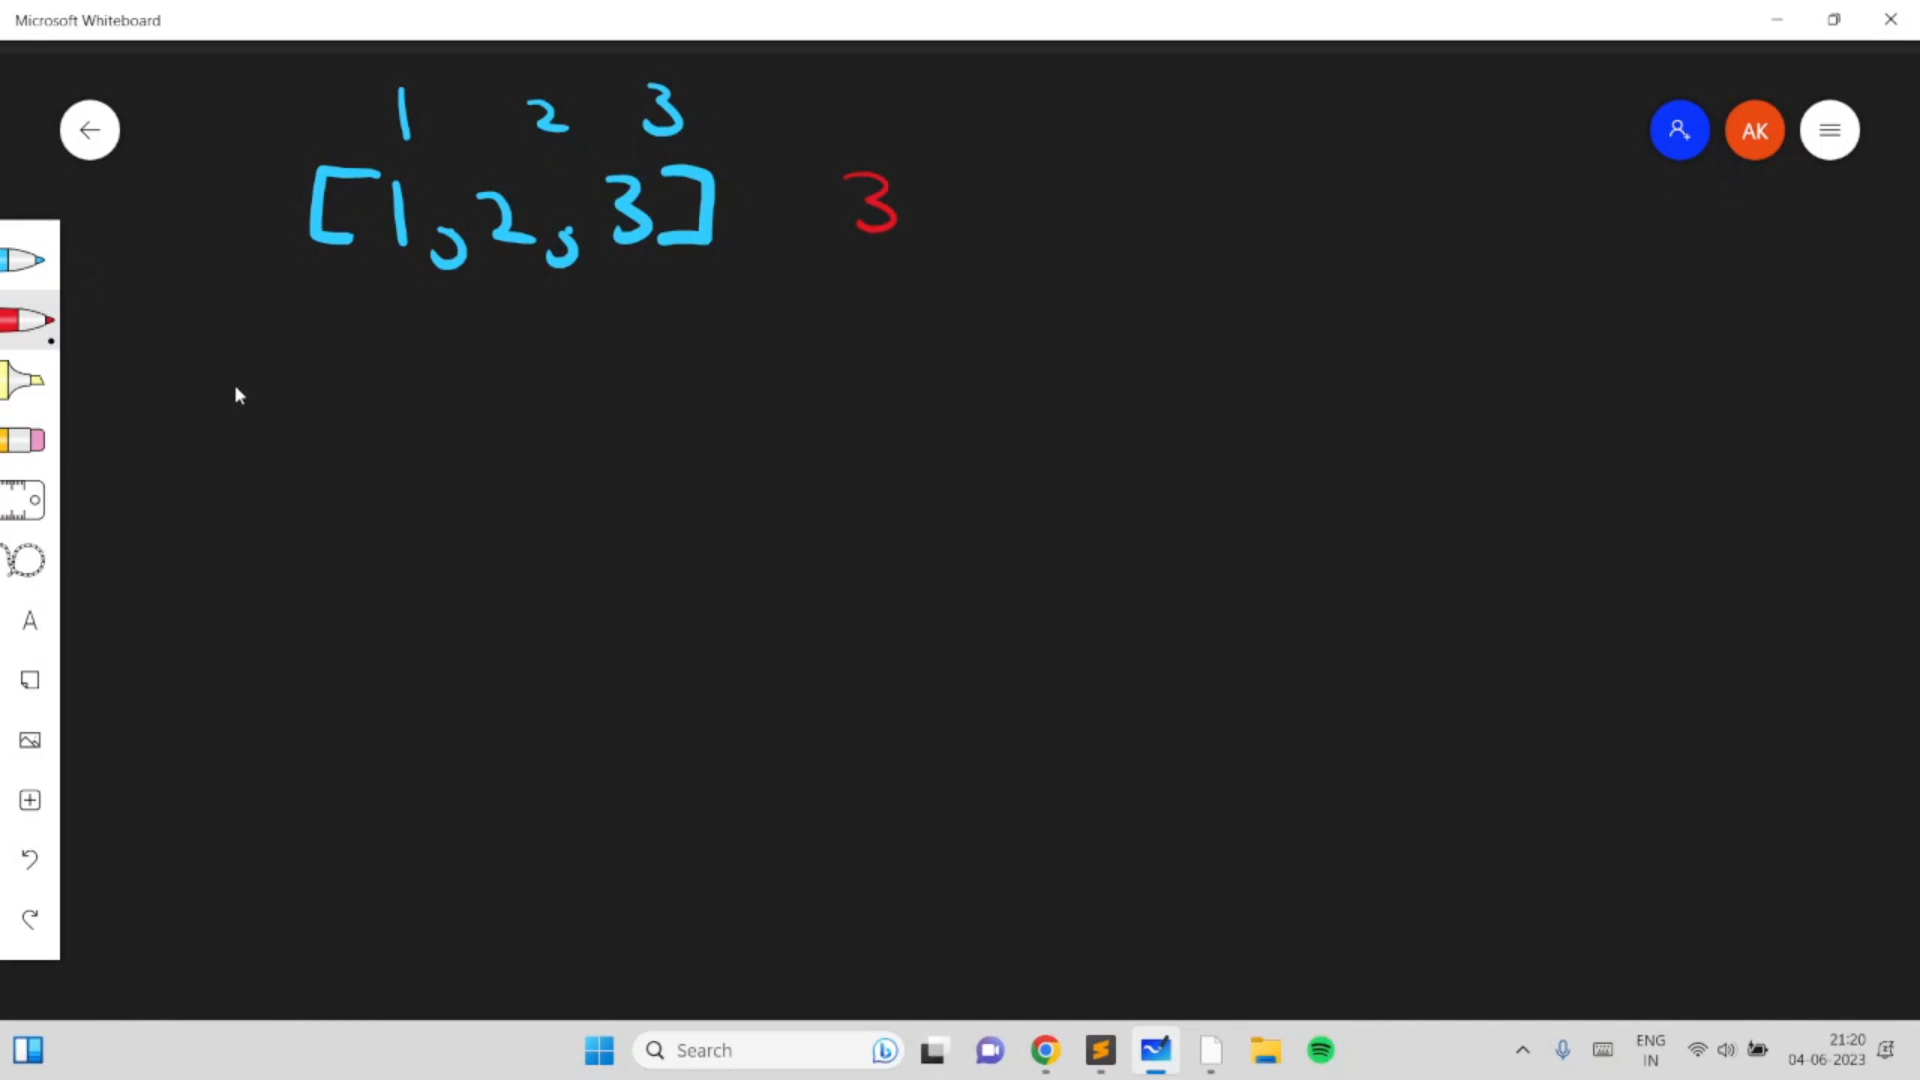 Microsoft Whiteboard
1 2 3
[1,2,3] 3
AK
A
Search
ENG
IN
21:20
04-06-2023